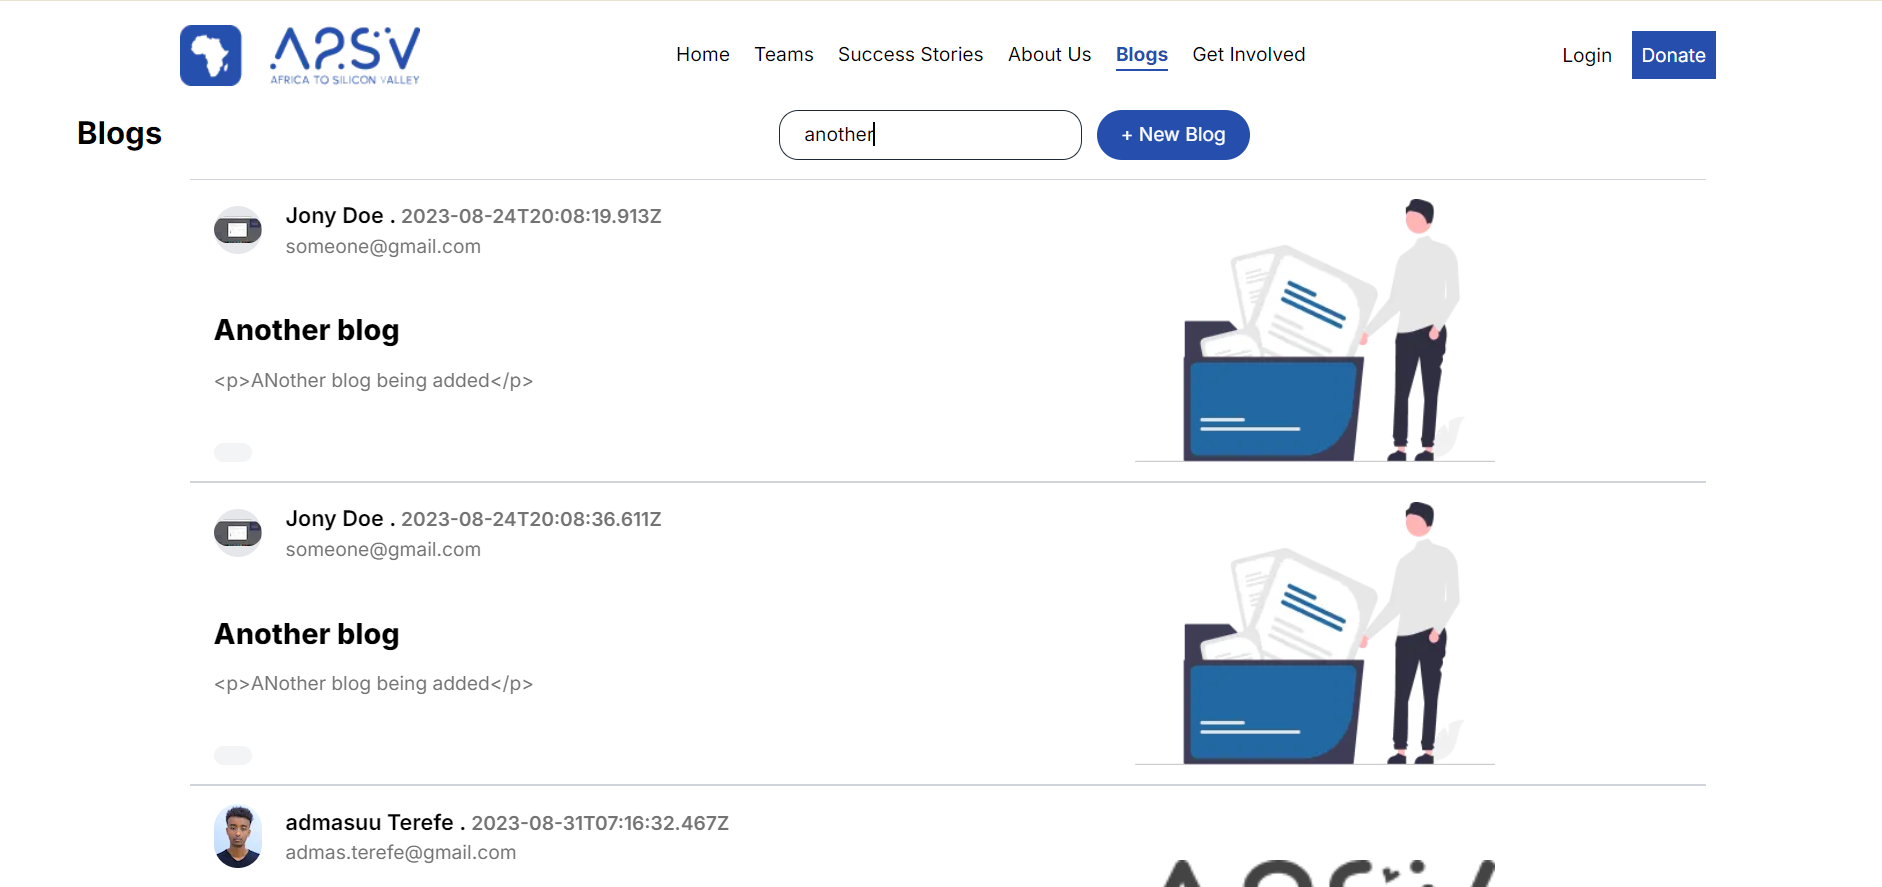 A2SV
AFRICA TO SILICON VALLEY
Home Teams Success Stories About Us Blogs Get Involved
Login Donate
Blogs
another
+ New Blog
Jony Doe . 2023-08-24T20:08:19.913Z
someone@gmail.com
Another blog
<p>ANother blog being added</p>
Jony Doe . 2023-08-24T20:08:36.611Z
someone@gmail.com
Another blog
<p>ANother blog being added</p>
admasuu Terefe . 2023-08-31T07:16:32.467Z
admas.terefe@gmail.com
A2SV